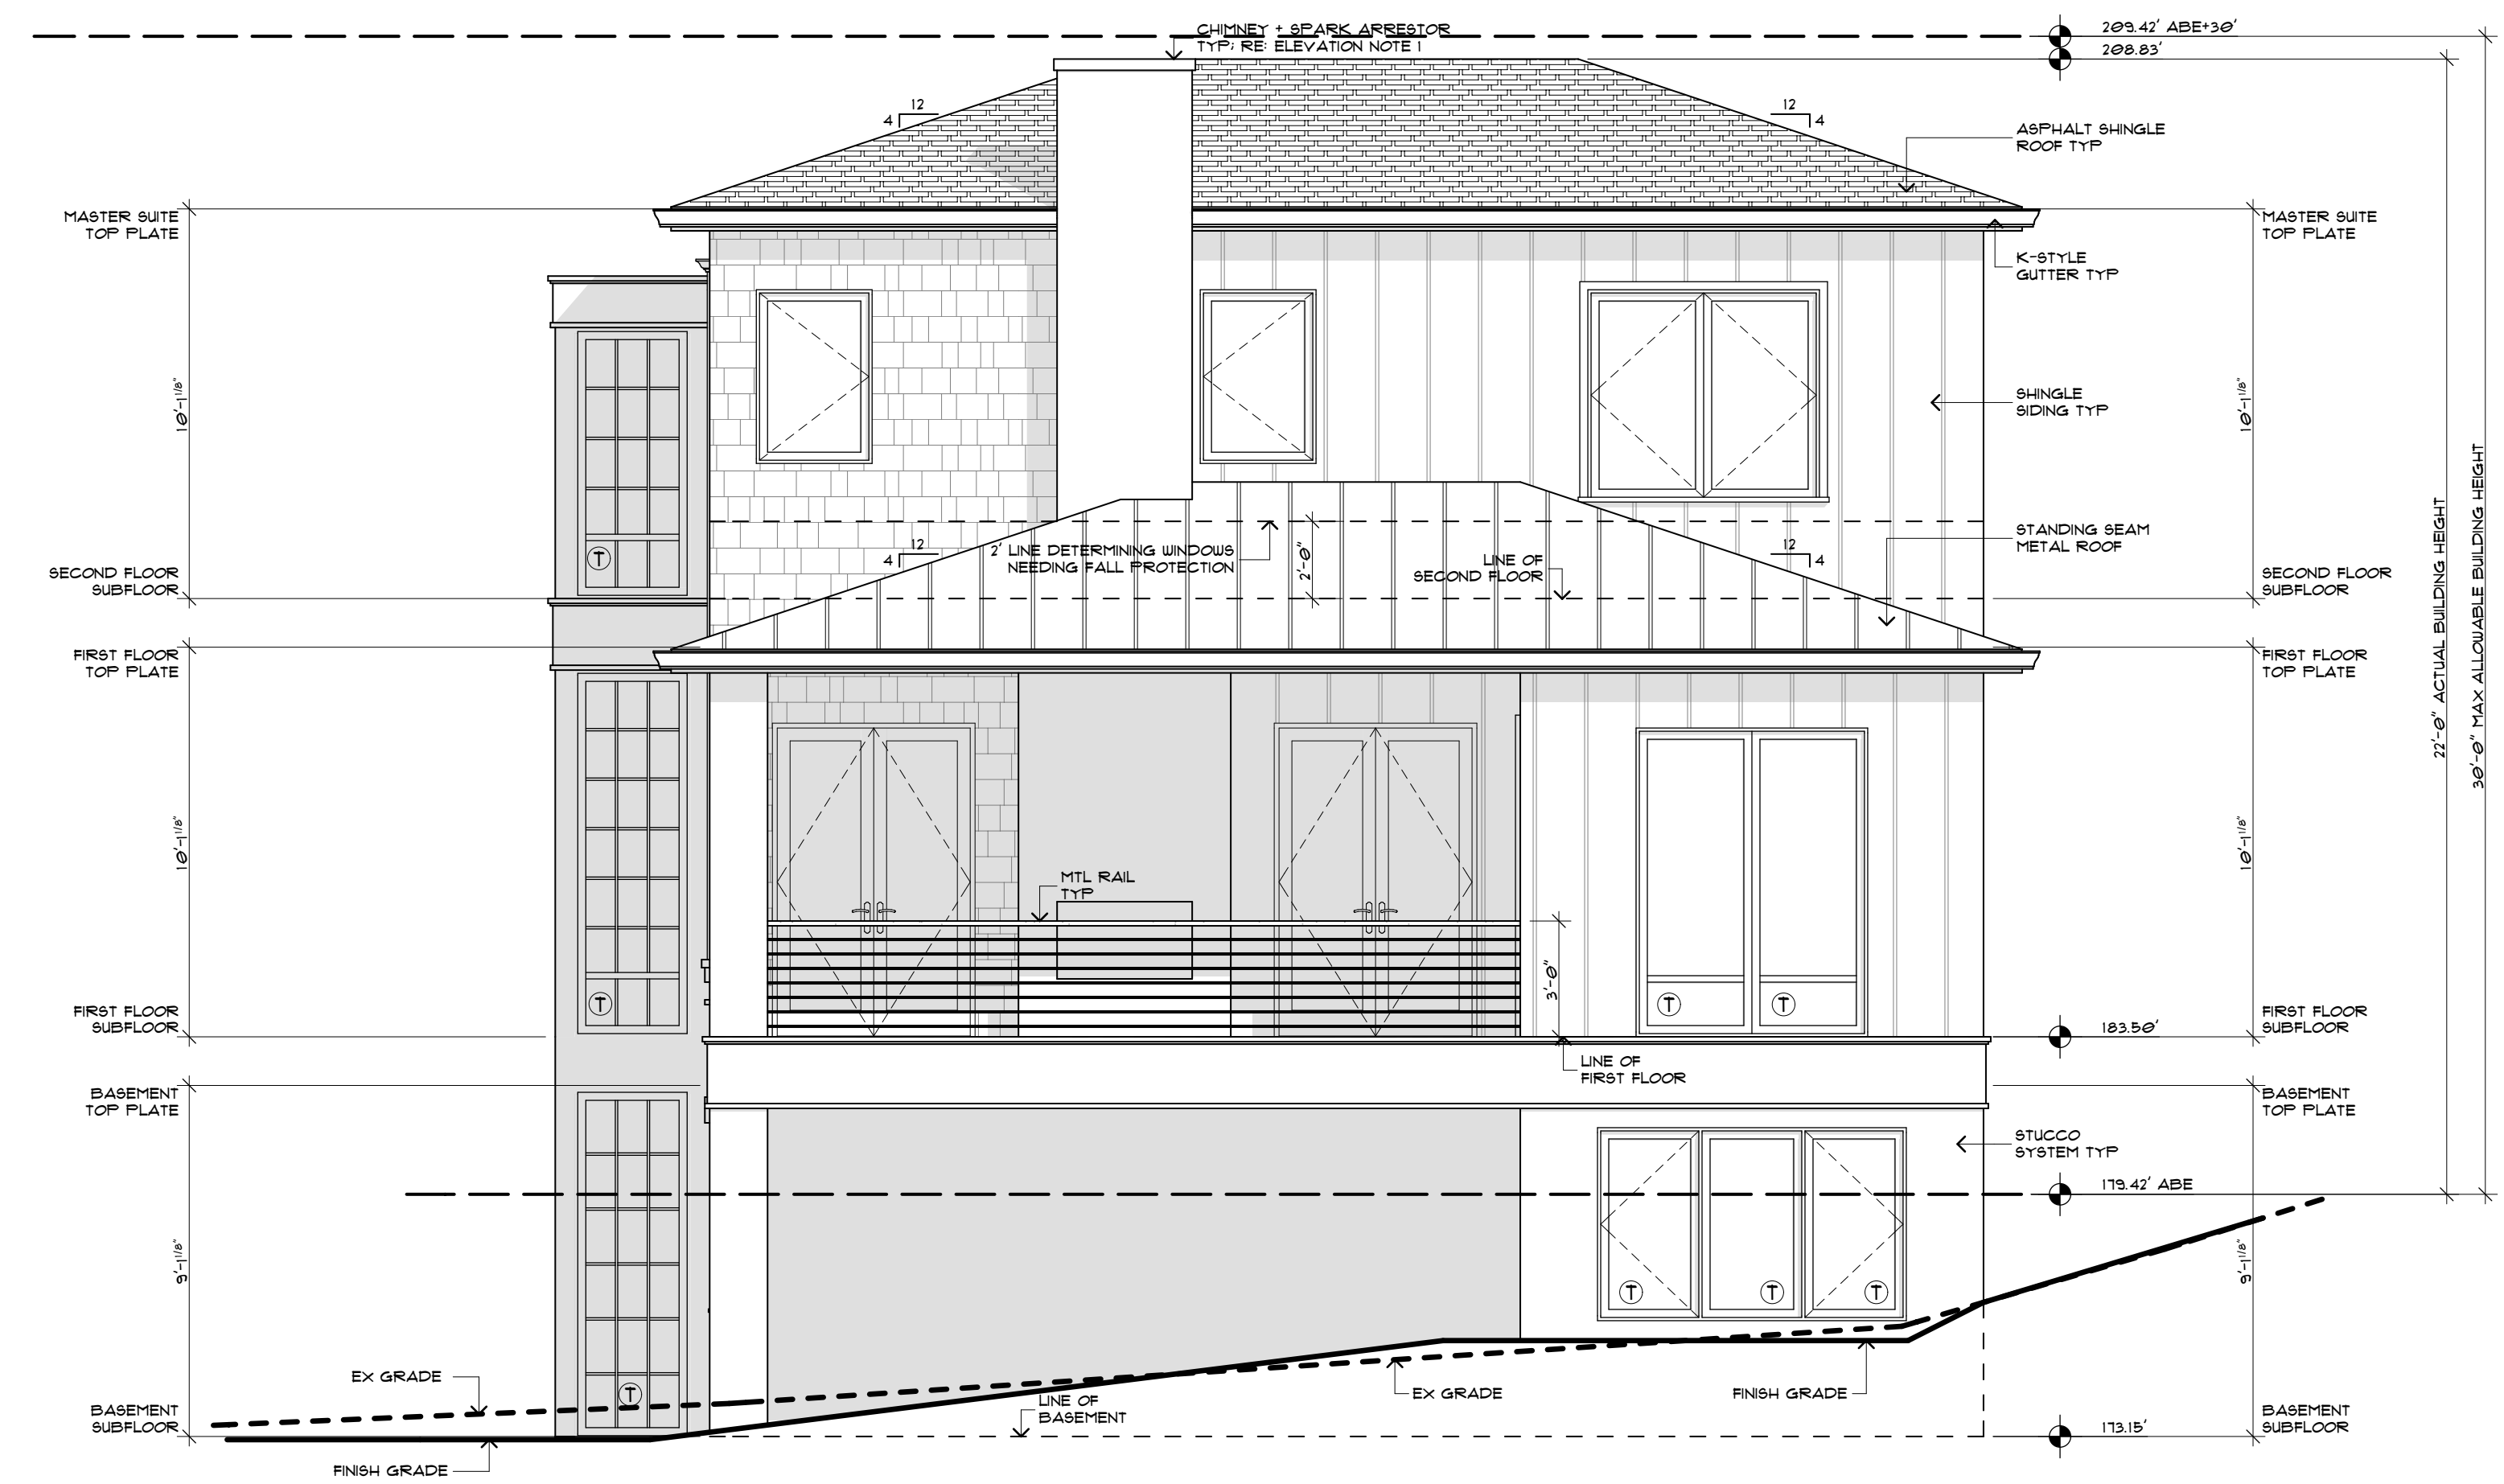 CHIMNEY + SPARK ARRESTOR
TYP; RE: ELEVATION NOTE 1
209.42' ABE+30'
208.83'
12
4
12
4
ASPHALT SHINGLE
ROOF TYP
MASTER SUITE
TOP PLATE
MASTER SUITE
TOP PLATE
K-STYLE
GUTTER TYP
10'-1 1/8"
SHINGLE
SIDING TYP
10'-1 1/8"
22'-0" ACTUAL BUILDING HEIGHT
30'-0" MAX ALLOWABLE BUILDING HEIGHT
STANDING SEAM
METAL ROOF
12
4
2' LINE DETERMINING WINDOWS
NEEDING FALL PROTECTION
2'-0"
LINE OF
SECOND FLOOR
12
4
T
SECOND FLOOR
SUBFLOOR
SECOND FLOOR
SUBFLOOR
FIRST FLOOR
TOP PLATE
FIRST FLOOR
TOP PLATE
10'-1 1/8"
10'-1 1/8"
MTL RAIL
TYP
3'-0"
T
T
T
FIRST FLOOR
SUBFLOOR
183.50'
FIRST FLOOR
SUBFLOOR
LINE OF
FIRST FLOOR
BASEMENT
TOP PLATE
BASEMENT
TOP PLATE
STUCCO
SYSTEM TYP
179.42' ABE
9'-1 1/8"
9'-1 1/8"
T
T
T
EX GRADE
T
EX GRADE
FINISH GRADE
LINE OF
BASEMENT
BASEMENT
SUBFLOOR
173.15'
BASEMENT
SUBFLOOR
FINISH GRADE